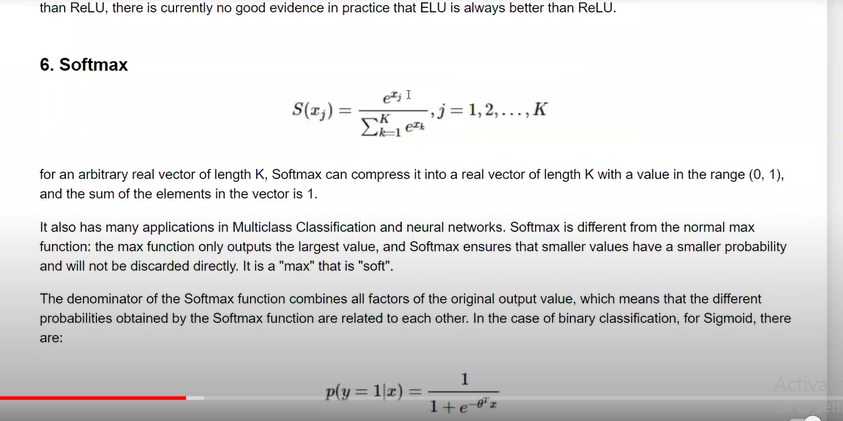 than ReLU, there is currently no good evidence in practice that ELU is always better than ReLU.
6. Softmax
S(x_j) = e^{x_j} / ∑_{k=1}^{K} e^{x_k}, j = 1, 2, . . . , K
for an arbitrary real vector of length K, Softmax can compress it into a real vector of length K with a value in the range (0, 1),
and the sum of the elements in the vector is 1.
It also has many applications in Multiclass Classification and neural networks. Softmax is different from the normal max
function: the max function only outputs the largest value, and Softmax ensures that smaller values have a smaller probability
and will not be discarded directly. It is a "max" that is "soft".
The denominator of the Softmax function combines all factors of the original output value, which means that the different
probabilities obtained by the Softmax function are related to each other. In the case of binary classification, for Sigmoid, there
are:
p(y = 1|x) = 1 / (1 + e^{-θ^T x})
Activa